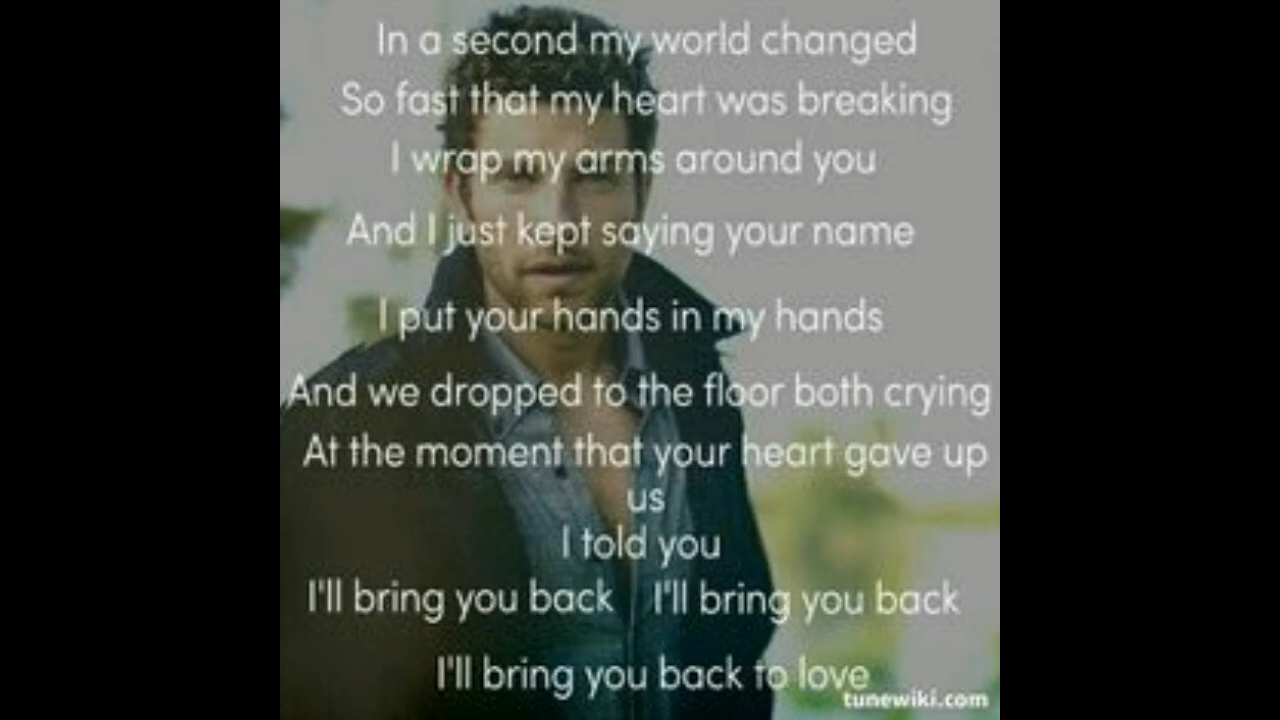 In a second my world changed
So fast that my heart was breaking
I wrap my arms around you
And I just kept saying your name
I put your hands in my hands
And we dropped to the floor both crying
At the moment that your heart gave up
us
I told you
I'll bring you back I'll bring you back
I'll bring you back to love
tunewiki.com